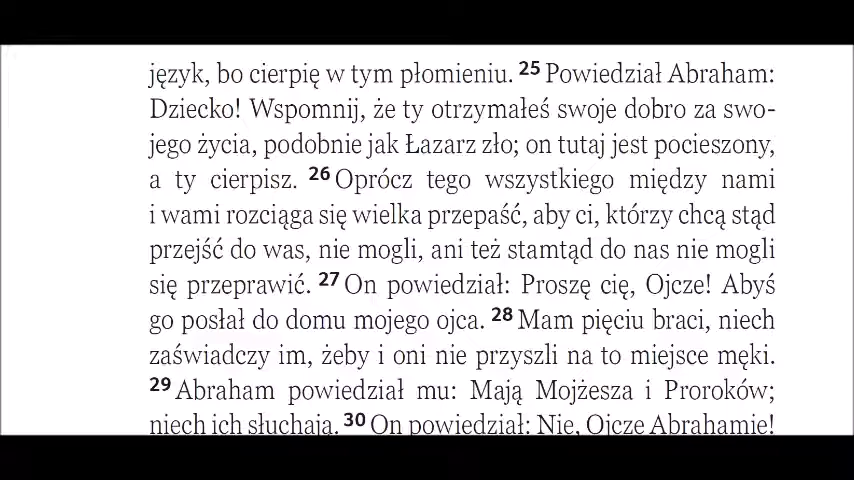 język, bo cierpię w tym płomieniu. 25 Powiedział Abraham:
Dziecko! Wspomnij, że ty otrzymałeś swoje dobro za swo-
jego życia, podobnie jak Łazarz zło; on tutaj jest pocieszony,
a ty cierpisz. 26 Oprócz tego wszystkiego między nami
i wami rozciąga się wielka przepaść, aby ci, którzy chcą stąd
przejść do was, nie mogli, ani też stamtąd do nas nie mogli
się przeprawić. 27 On powiedział: Proszę cię, Ojcze! Abyś
go posłał do domu mojego ojca. 28 Mam pięciu braci, niech
zaświadczy im, żeby i oni nie przyszli na to miejsce męki.
29 Abraham powiedział mu: Mają Mojżesza i Proroków;
niech ich słuchają. 30 On powiedział: Nie, Ojcze Abrahamie!